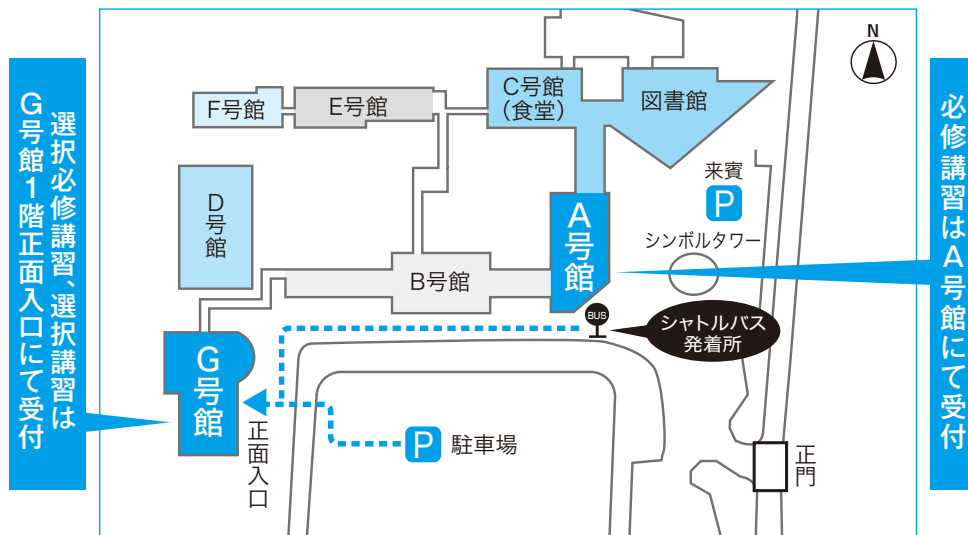 選択必修講習、選択講習は
G号館1階正面入口にて受付
N
C号館
(食堂)
図書館
F号館
E号館
来賓
P
D号館
A号館
シンボルタワー
B号館
BUS
シャトルバス
発着所
G号館
正面入口
P 駐車場
正門
必修講習はA号館にて受付